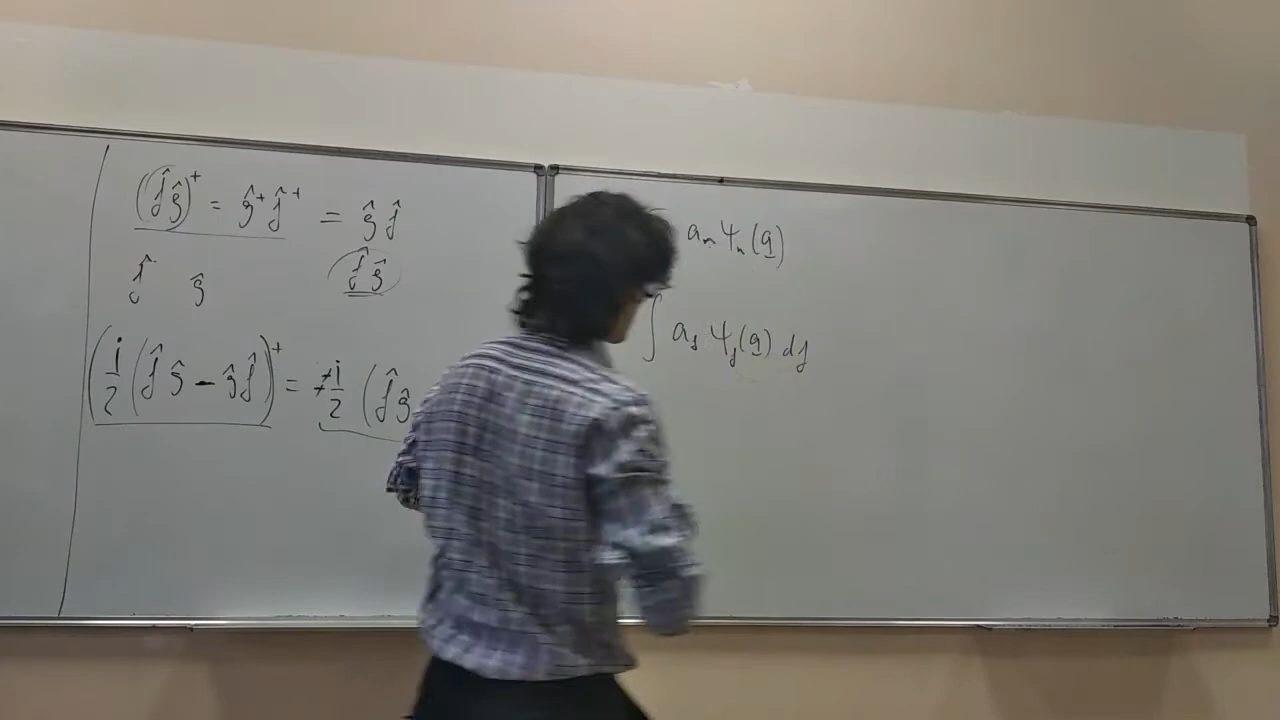 (f̂ĝ)⁺ = ĝ⁺f̂⁺ = ĝf̂
f̂ ĝ f̂ĝ
(i/2 (f̂ĝ - ĝf̂))⁺ = +i/2 (f̂ĝ
aₙ Ψₙ(q)
∫ a_f Ψ_f(q) df